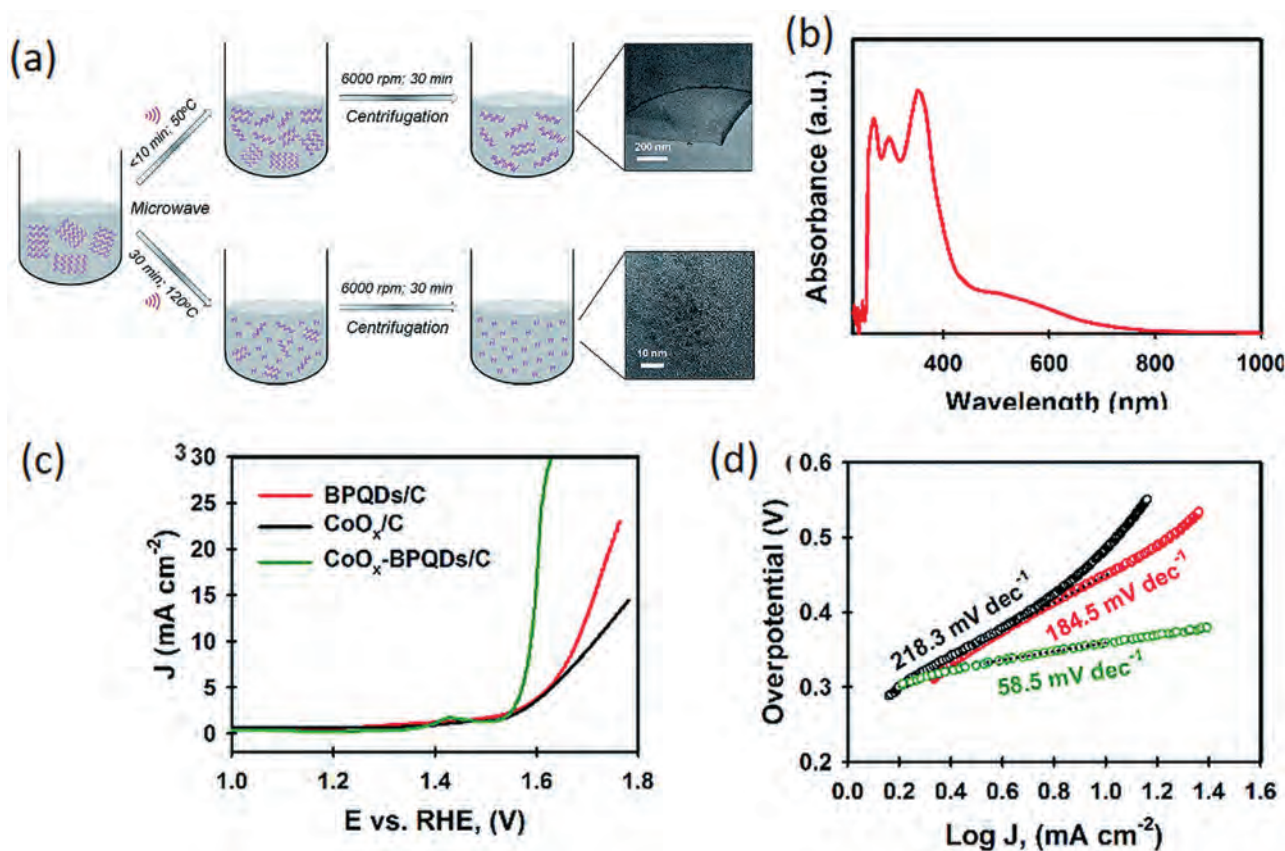 (a)
<10 min; 50ºC
Microwave
30 min; 120ºC
6000 rpm; 30 min
Centrifugation
200 nm
6000 rpm; 30 min
Centrifugation
10 nm
(b)
Absorbance (a.u.)
400 600 800 1000
Wavelength (nm)
(c)
3
30
25
20
15
10
5
0
J (mA cm⁻²)
BPQDs/C
CoOₓ/C
CoOₓ-BPQDs/C
1.0 1.2 1.4 1.6 1.8
E vs. RHE, (V)
(d)
(
0.6
0.5
0.4
0.3
0.2
Overpotential (V)
218.3 mV dec⁻¹
184.5 mV dec⁻¹
58.5 mV dec⁻¹
0.0 0.2 0.4 0.6 0.8 1.0 1.2 1.4 1.6
Log J, (mA cm⁻²)